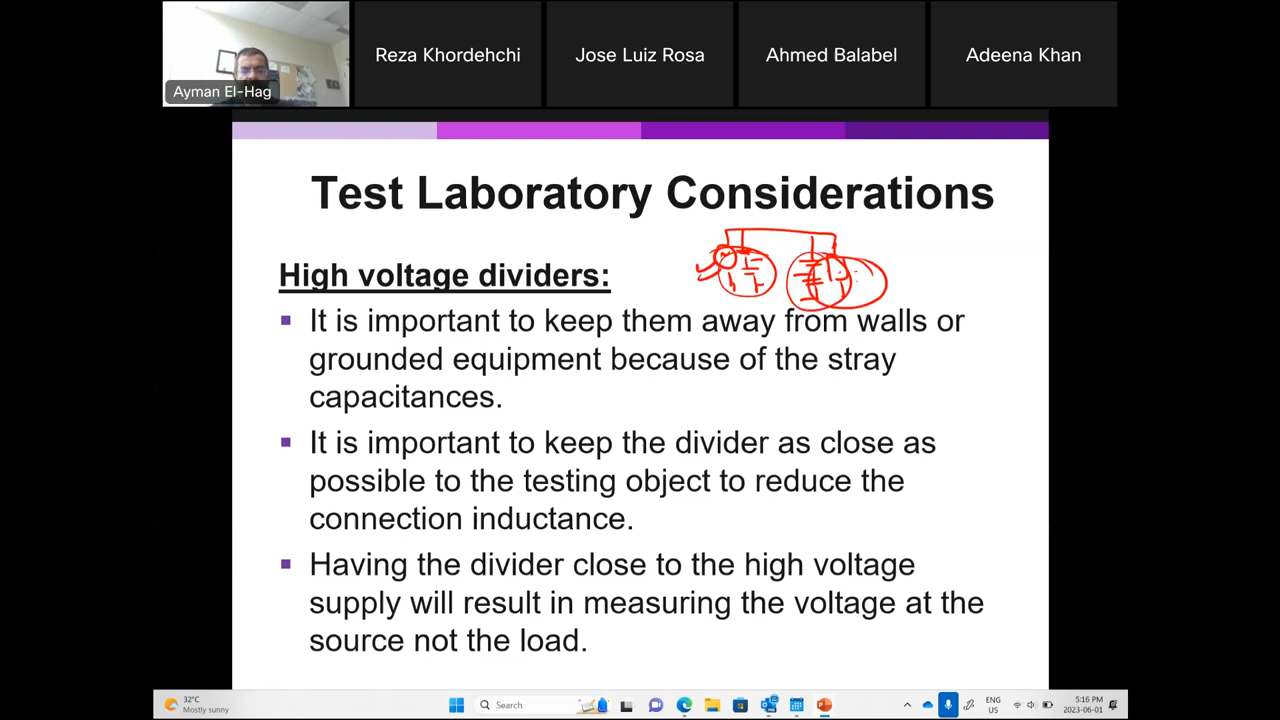 Ayman El-Hag
Reza Khordehchi
Jose Luiz Rosa
Ahmed Balabel
Adeena Khan
Test Laboratory Considerations
High voltage dividers:
It is important to keep them away from walls or
grounded equipment because of the stray
capacitances.
It is important to keep the divider as close as
possible to the testing object to reduce the
connection inductance.
Having the divider close to the high voltage
supply will result in measuring the voltage at the
source not the load.
32°C
Mostly sunny
Search
ENG
US
5:16 PM
2023-06-01